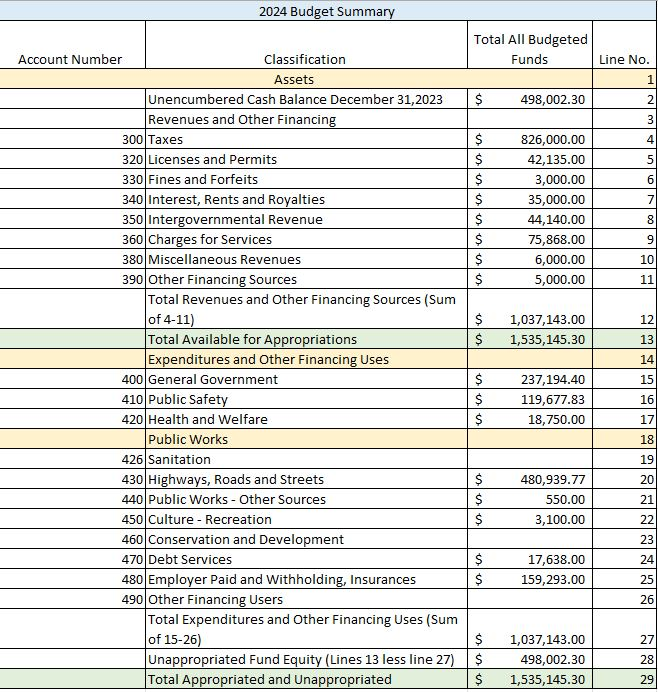 2024 Budget Summary
Account Number Classification Total All Budgeted Funds Line No.
Assets 1
Unencumbered Cash Balance December 31,2023 $ 498,002.30 2
Revenues and Other Financing 3
300 Taxes $ 826,000.00 4
320 Licenses and Permits $ 42,135.00 5
330 Fines and Forfeits $ 3,000.00 6
340 Interest, Rents and Royalties $ 35,000.00 7
350 Intergovernmental Revenue $ 44,140.00 8
360 Charges for Services $ 75,868.00 9
380 Miscellaneous Revenues $ 6,000.00 10
390 Other Financing Sources $ 5,000.00 11
Total Revenues and Other Financing Sources (Sum
of 4-11) $ 1,037,143.00 12
Total Available for Appropriations $ 1,535,145.30 13
Expenditures and Other Financing Uses 14
400 General Government $ 237,194.40 15
410 Public Safety $ 119,677.83 16
420 Health and Welfare $ 18,750.00 17
Public Works 18
426 Sanitation 19
430 Highways, Roads and Streets $ 480,939.77 20
440 Public Works - Other Sources $ 550.00 21
450 Culture - Recreation $ 3,100.00 22
460 Conservation and Development 23
470 Debt Services $ 17,638.00 24
480 Employer Paid and Withholding, Insurances $ 159,293.00 25
490 Other Financing Users 26
Total Expenditures and Other Financing Uses (Sum
of 15-26) $ 1,037,143.00 27
Unappropriated Fund Equity (Lines 13 less line 27) $ 498,002.30 28
Total Appropriated and Unappropriated $ 1,535,145.30 29